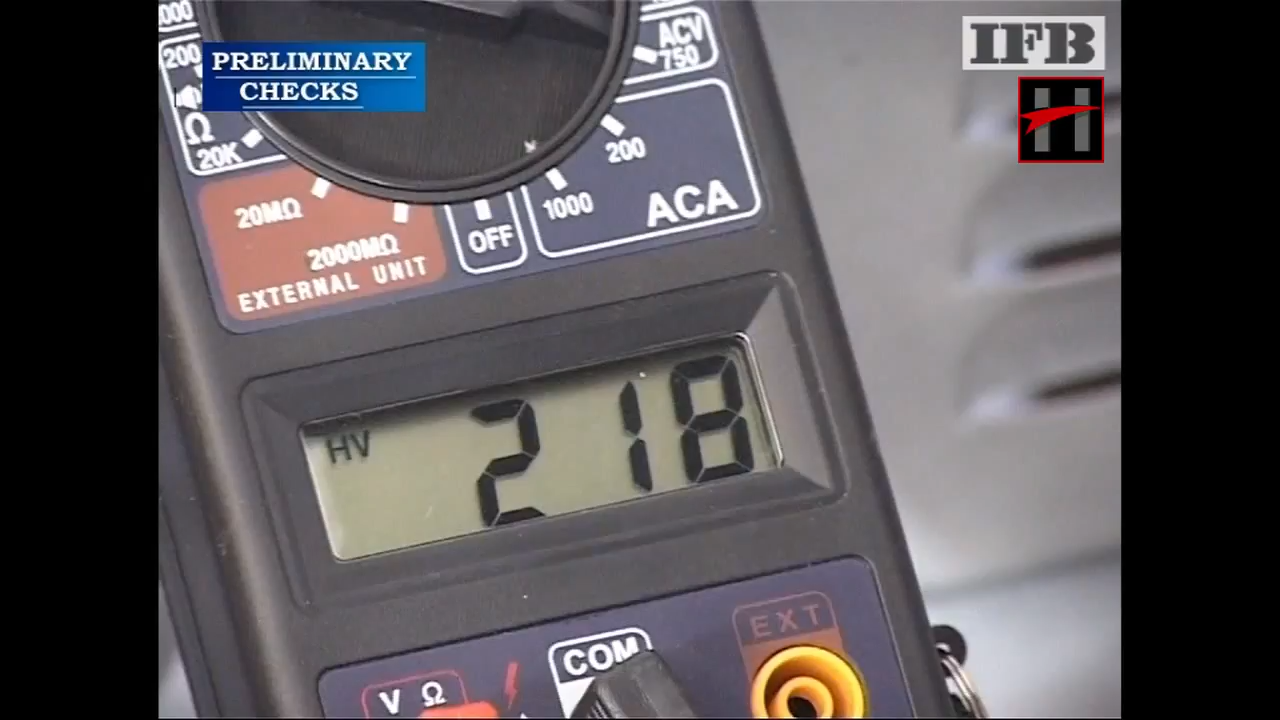 PRELIMINARY
CHECKS
IFB
H
200
Ω
20K
20MΩ
2000MΩ
EXTERNAL UNIT
OFF
ACV
750
200
1000
ACA
HV
218
V Ω
COM
EXT